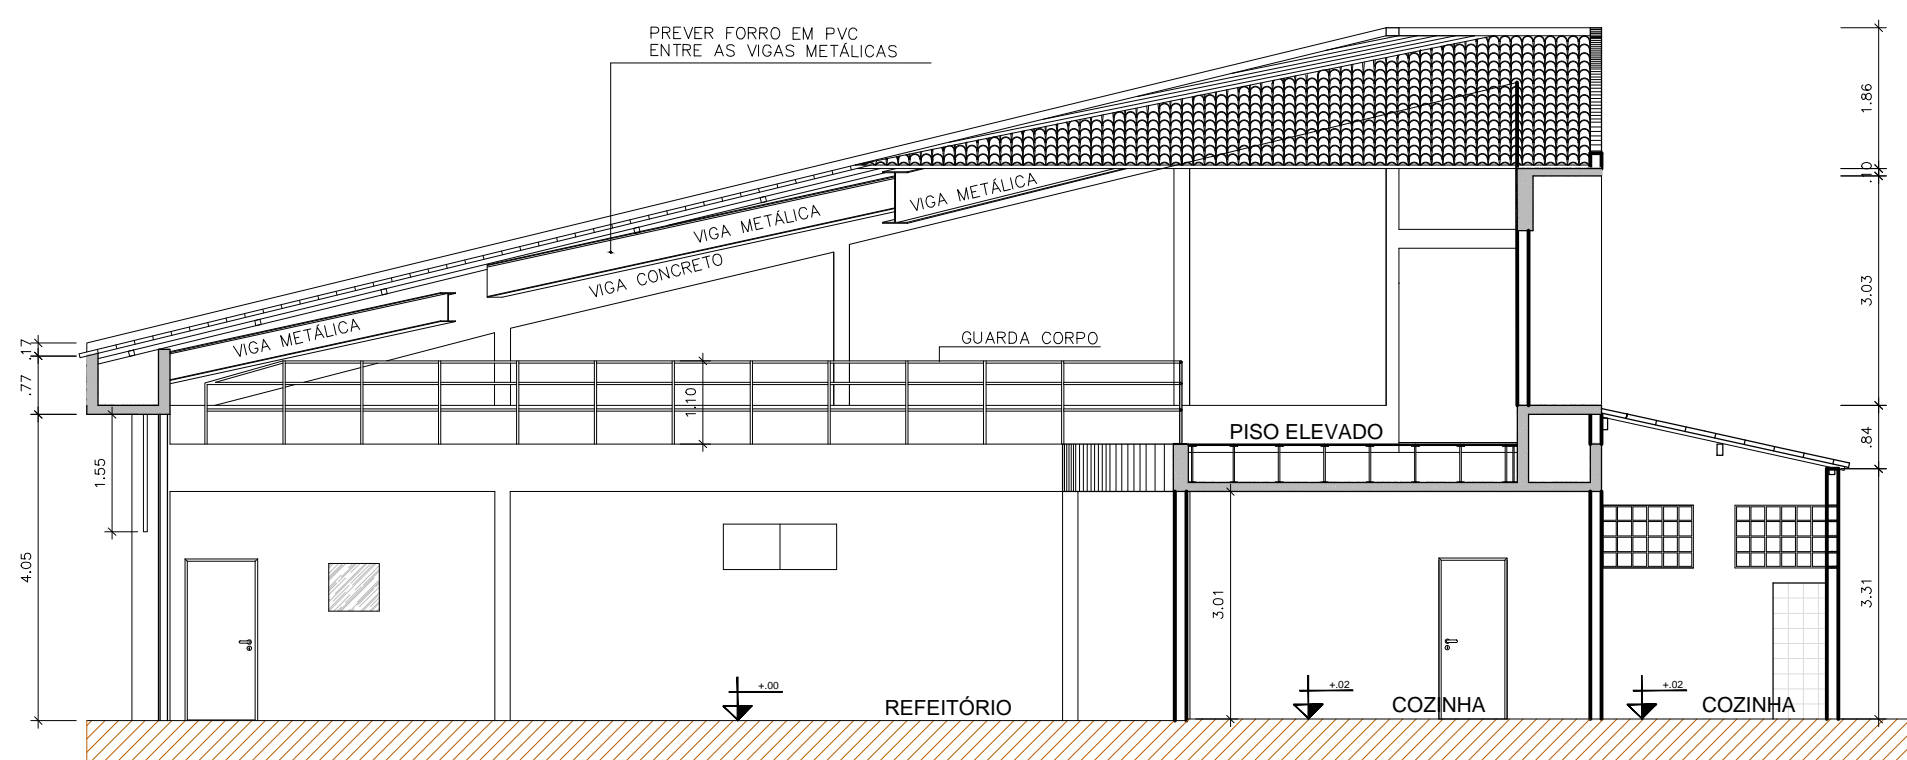 PREVER FORRO EM PVC
ENTRE AS VIGAS METÁLICAS
1.86
.10
VIGA METÁLICA
VIGA METÁLICA
VIGA CONCRETO
3.03
VIGA METÁLICA
GUARDA CORPO
.17
.77
1.10
PISO ELEVADO
.84
1.55
4.05
3.01
3.31
+.00
+.02
+.02
REFEITÓRIO
COZINHA
COZINHA